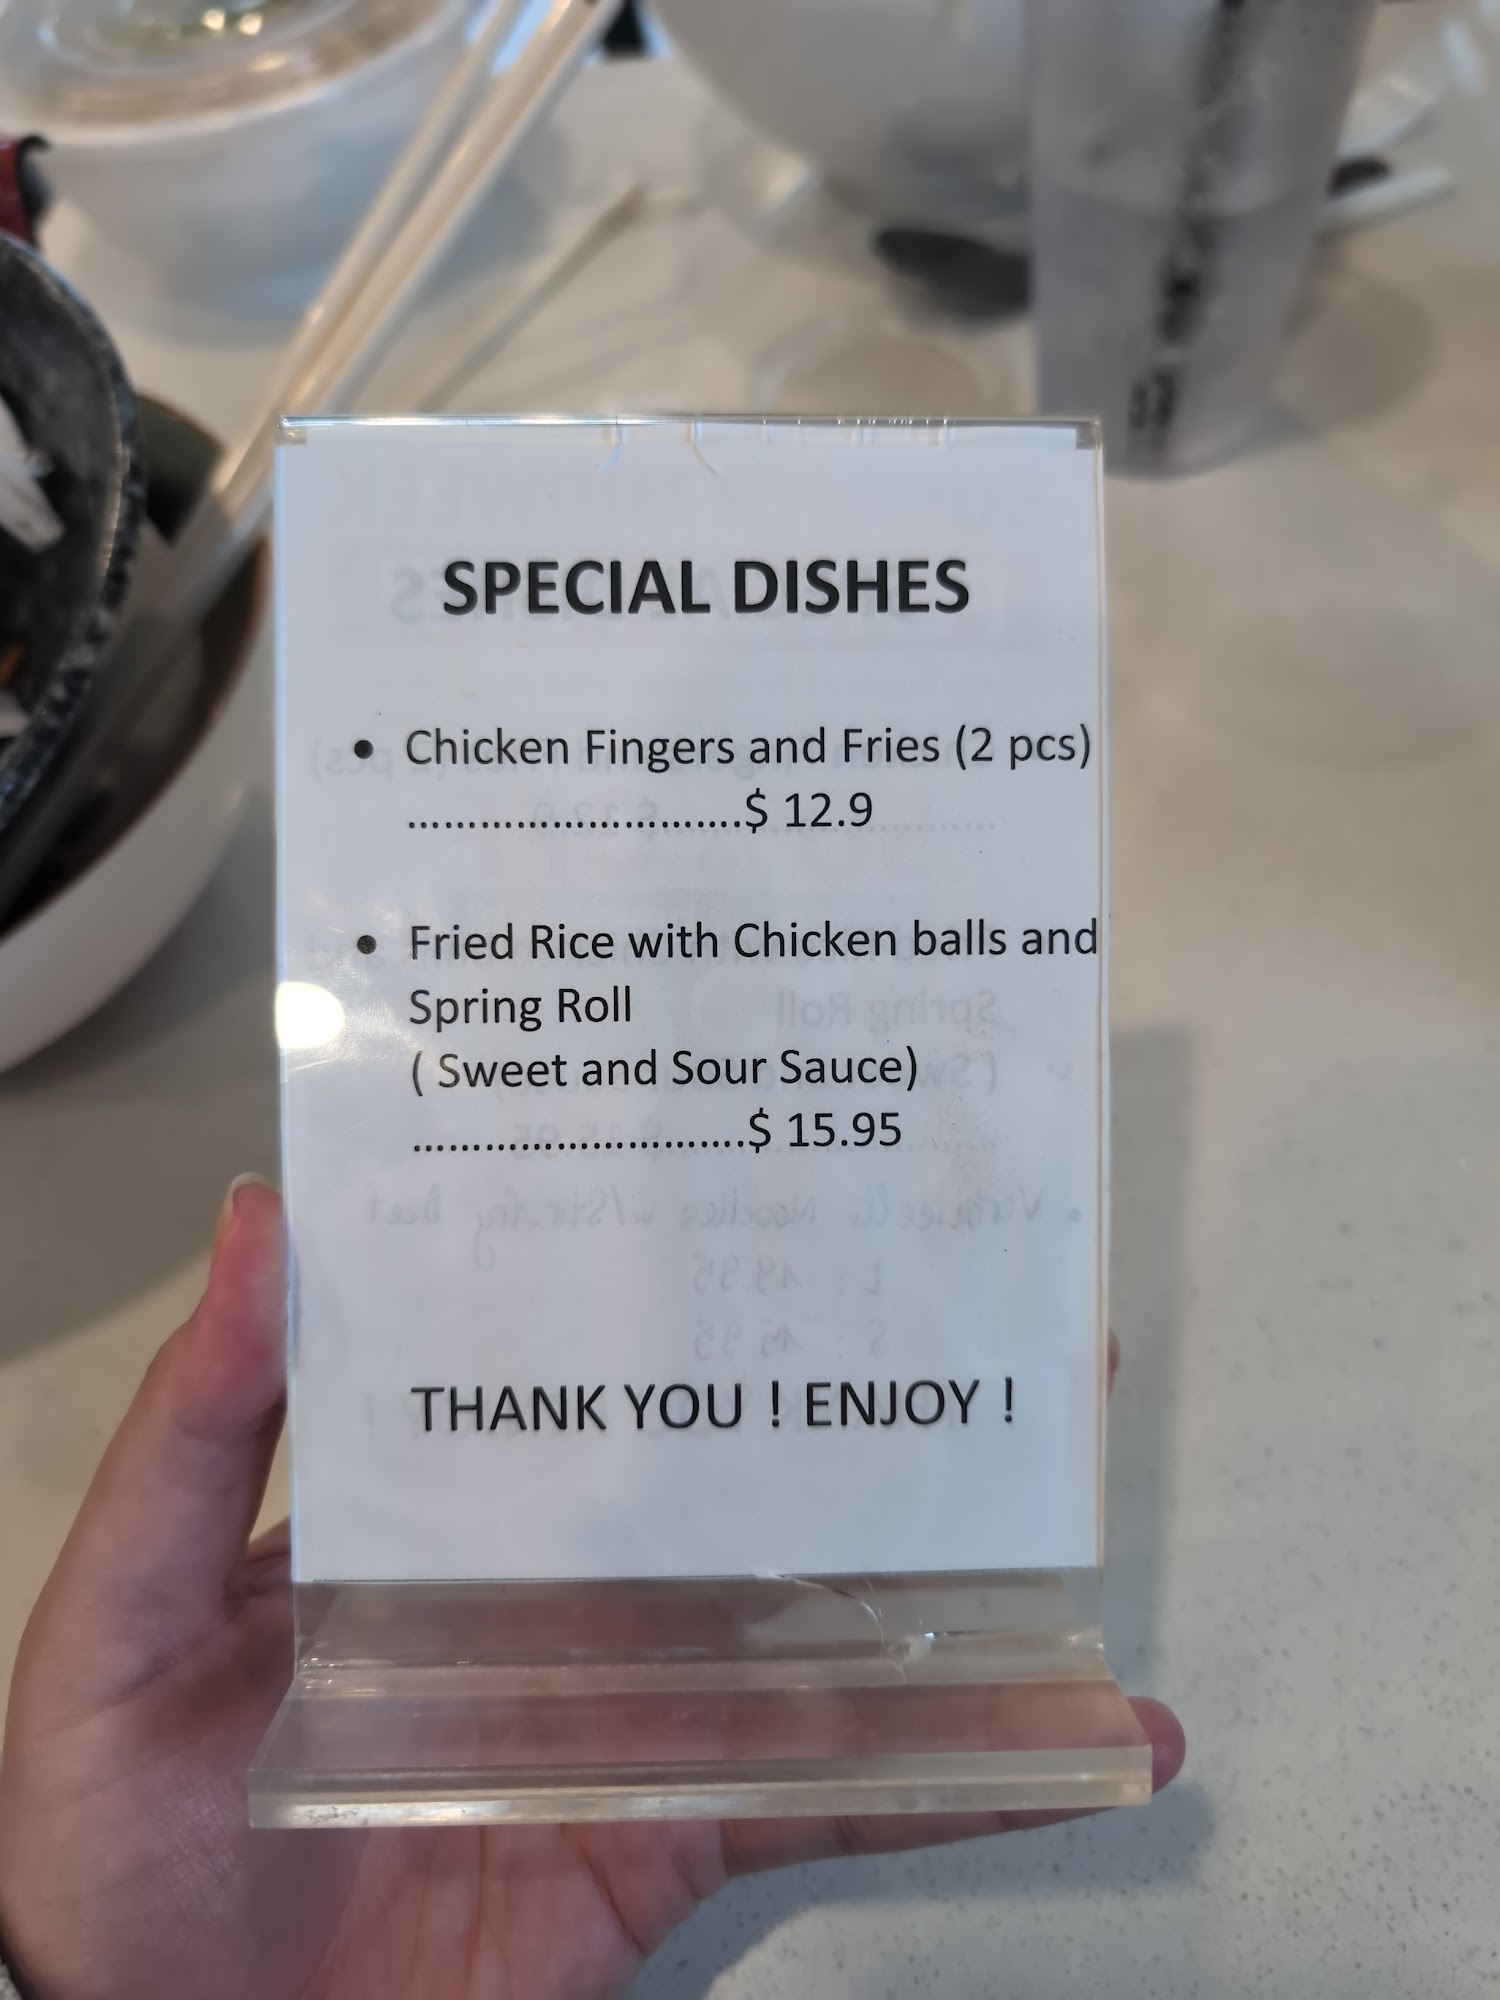 SPECIAL DISHES
• Chicken Fingers and Fries (2 pcs)
............................$ 12.9
• Fried Rice with Chicken balls and
Spring Roll
( Sweet and Sour Sauce)
............................$ 15.95
THANK YOU ! ENJOY !